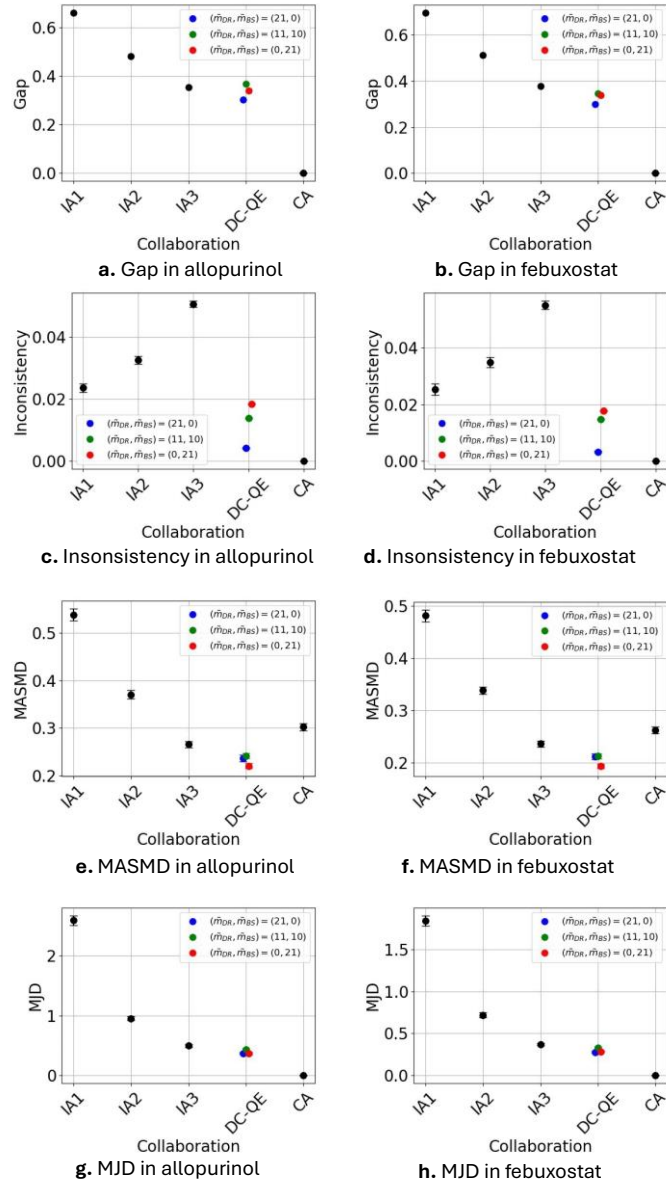 Gap
0.6
0.4
0.2
0.0
(m̃DR, m̃BS) = (21, 0)
(m̃DR, m̃BS) = (11, 10)
(m̃DR, m̃BS) = (0, 21)
IA1
IA2
IA3
DC-QE
CA
Collaboration
a. Gap in allopurinol
Gap
0.6
0.4
0.2
0.0
(m̃DR, m̃BS) = (21, 0)
(m̃DR, m̃BS) = (11, 10)
(m̃DR, m̃BS) = (0, 21)
IA1
IA2
IA3
DC-QE
CA
Collaboration
b. Gap in febuxostat
Inconsistency
0.04
0.02
0.00
(m̃DR, m̃BS) = (21, 0)
(m̃DR, m̃BS) = (11, 10)
(m̃DR, m̃BS) = (0, 21)
IA1
IA2
IA3
DC-QE
CA
Collaboration
c. Insonsistency in allopurinol
Inconsistency
0.04
0.02
0.00
(m̃DR, m̃BS) = (21, 0)
(m̃DR, m̃BS) = (11, 10)
(m̃DR, m̃BS) = (0, 21)
IA1
IA2
IA3
DC-QE
CA
Collaboration
d. Insonsistency in febuxostat
MASMD
0.5
0.4
0.3
0.2
(m̃DR, m̃BS) = (21, 0)
(m̃DR, m̃BS) = (11, 10)
(m̃DR, m̃BS) = (0, 21)
IA1
IA2
IA3
DC-QE
CA
Collaboration
e. MASMD in allopurinol
MASMD
0.5
0.4
0.3
0.2
(m̃DR, m̃BS) = (21, 0)
(m̃DR, m̃BS) = (11, 10)
(m̃DR, m̃BS) = (0, 21)
IA1
IA2
IA3
DC-QE
CA
Collaboration
f. MASMD in febuxostat
MJD
2
1
0
(m̃DR, m̃BS) = (21, 0)
(m̃DR, m̃BS) = (11, 10)
(m̃DR, m̃BS) = (0, 21)
IA1
IA2
IA3
DC-QE
CA
Collaboration
g. MJD in allopurinol
MJD
1.5
1.0
0.5
0.0
(m̃DR, m̃BS) = (21, 0)
(m̃DR, m̃BS) = (11, 10)
(m̃DR, m̃BS) = (0, 21)
IA1
IA2
IA3
DC-QE
CA
Collaboration
h. MJD in febuxostat